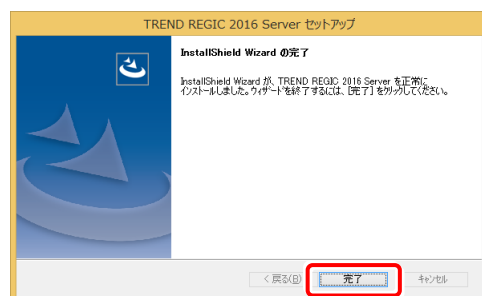 TREND REGIC 2016 Server セットアップ
InstallShield Wizard の完了
InstallShield Wizard が、TREND REGIC 2016 Server を正常に
インストールしました。ウィザードを終了するには、[完了] をクリックしてください。
< 戻る(B)
完了
キャンセル